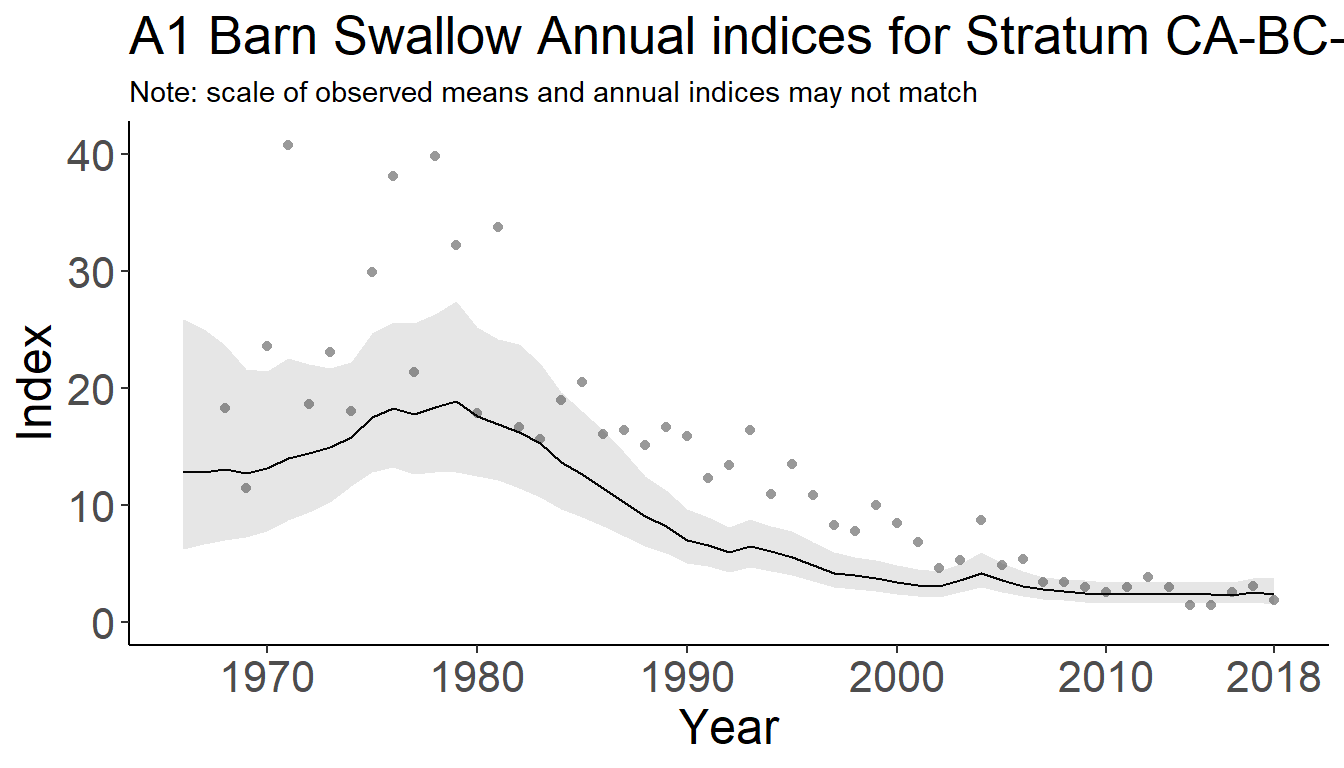 A1 Barn Swallow Annual indices for Stratum CA-BC-
Note: scale of observed means and annual indices may not match
40
30
20
10
0
Index
1970 1980 1990 2000 2010 2018
Year